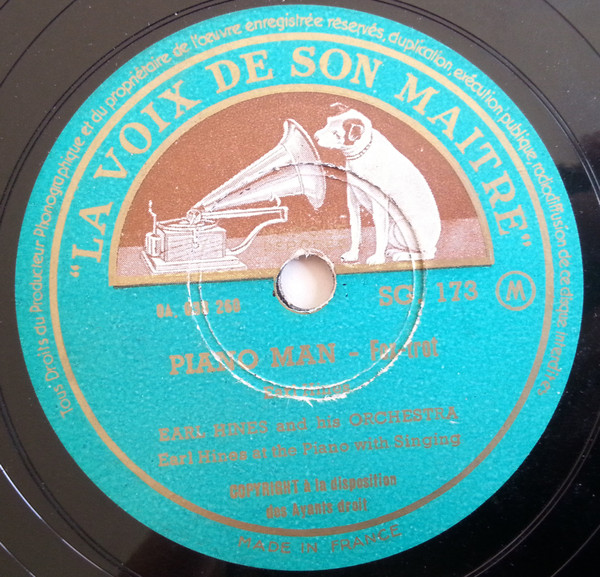 Tous Droits du Producteur Phonographique et du propriétaire de l'œuvre enregistrée réservés, duplication, exécution publique, radiodiffusion de ce disque interdites
"LA VOIX DE SON MAITRE"
SG 173
M
PIANO MAN - Fox-trot
Earl Hines
EARL HINES and his ORCHESTRA
Earl Hines at the Piano with Singing
COPYRIGHT à la disposition
des Ayants droit
MADE IN FRANCE